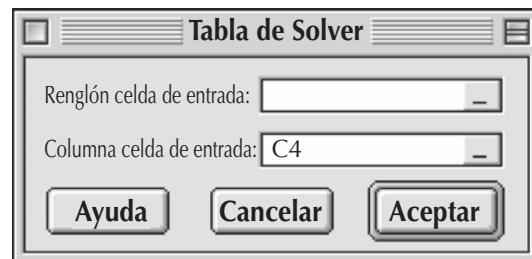 Tabla de Solver
Renglón celda de entrada:
Columna celda de entrada: C4
Ayuda Cancelar Aceptar